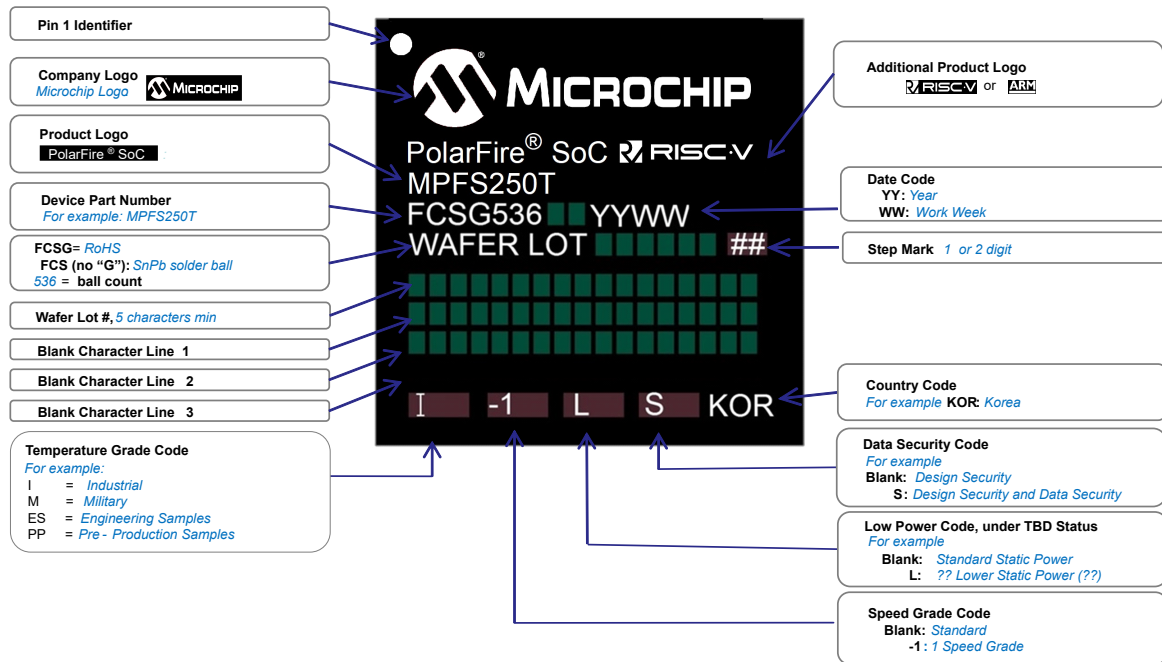 Pin 1 Identifier
Company Logo
Microchip Logo MICROCHIP
Product Logo
PolarFire ® SoC
Device Part Number
For example: MPFS250T
FCSG= RoHS
FCS (no “G”): SnPb solder ball
536 = ball count
Wafer Lot #, 5 characters min
Blank Character Line 1
Blank Character Line 2
Blank Character Line 3
Temperature Grade Code
For example:
I = Industrial
M = Military
ES = Engineering Samples
PP = Pre - Production Samples
® MICROCHIP
PolarFire® SoC RISC-V
MPFS250T
FCSG536 YYWW
WAFER LOT ##
I -1 L S KOR
Additional Product Logo
RISC-V or ARM
Date Code
YY: Year
WW: Work Week
Step Mark 1 or 2 digit
Country Code
For example KOR: Korea
Data Security Code
For example
Blank: Design Security
S: Design Security and Data Security
Low Power Code, under TBD Status
For example
Blank: Standard Static Power
L: ?? Lower Static Power (??)
Speed Grade Code
Blank: Standard
-1 : 1 Speed Grade